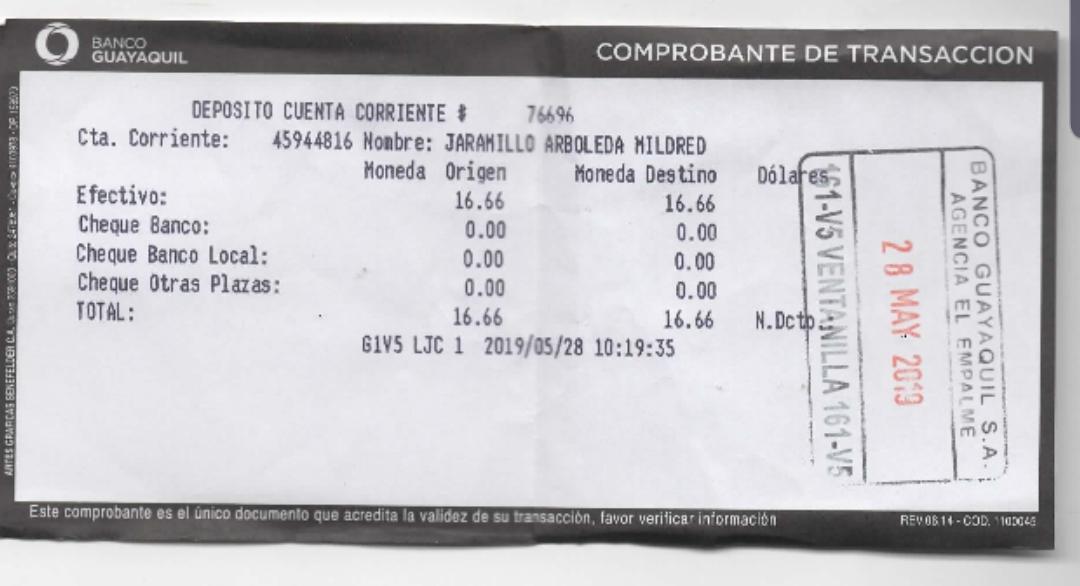 BANCO
GUAYAQUIL
COMPROBANTE DE TRANSACCION
DEPOSITO CUENTA CORRIENTE # 76696
Cta. Corriente: 45944816 Nombre: JARAMILLO ARBOLEDA MILDRED
Moneda Origen Moneda Destino Dólares
Efectivo: 16.66 16.66
Cheque Banco: 0.00 0.00
Cheque Banco Local: 0.00 0.00
Cheque Otras Plazas: 0.00 0.00
TOTAL: 16.66 16.66 N.Dcto.
G1V5 LJC 1 2019/05/28 10:19:35
BANCO GUAYAQUIL S.A.
AGENCIA EL EMPALME
28 MAY 2019
161-V5 VENTANILLA 161-V5
Este comprobante es el único documento que acredita la validez de su transacción, favor verificar información
REV.06.14 - COD. 1100046
ARTES GRAFICAS SENEFELDER C.A.